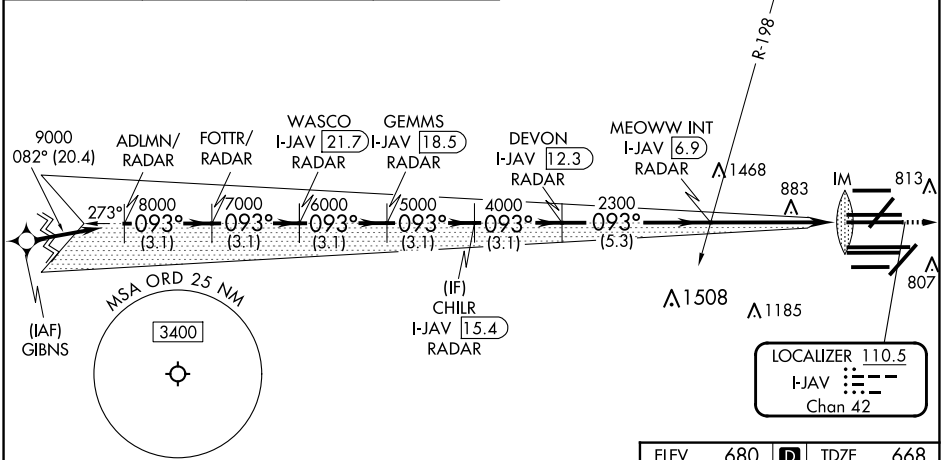 R-198
9000
082° (20.4)
ADLMN/
RADAR
FOTTR/
RADAR
WASCO
I-JAV 21.7
RADAR
GEMMS
I-JAV 18.5
RADAR
DEVON
I-JAV 12.3
RADAR
MEOWW INT
I-JAV 6.9
RADAR
1468
883
IM
813
273°
8000
093°
(3.1)
7000
093°
(3.1)
6000
093°
(3.1)
5000
093°
(3.1)
4000
093°
(3.1)
2300
093°
(5.3)
807
(IAF)
GIBNS
MSA ORD 25 NM
3400
(IF)
CHILR
I-JAV 15.4
RADAR
1508
1185
LOCALIZER 110.5
I-JAV
Chan 42
ELEV 680 D TDZE 668